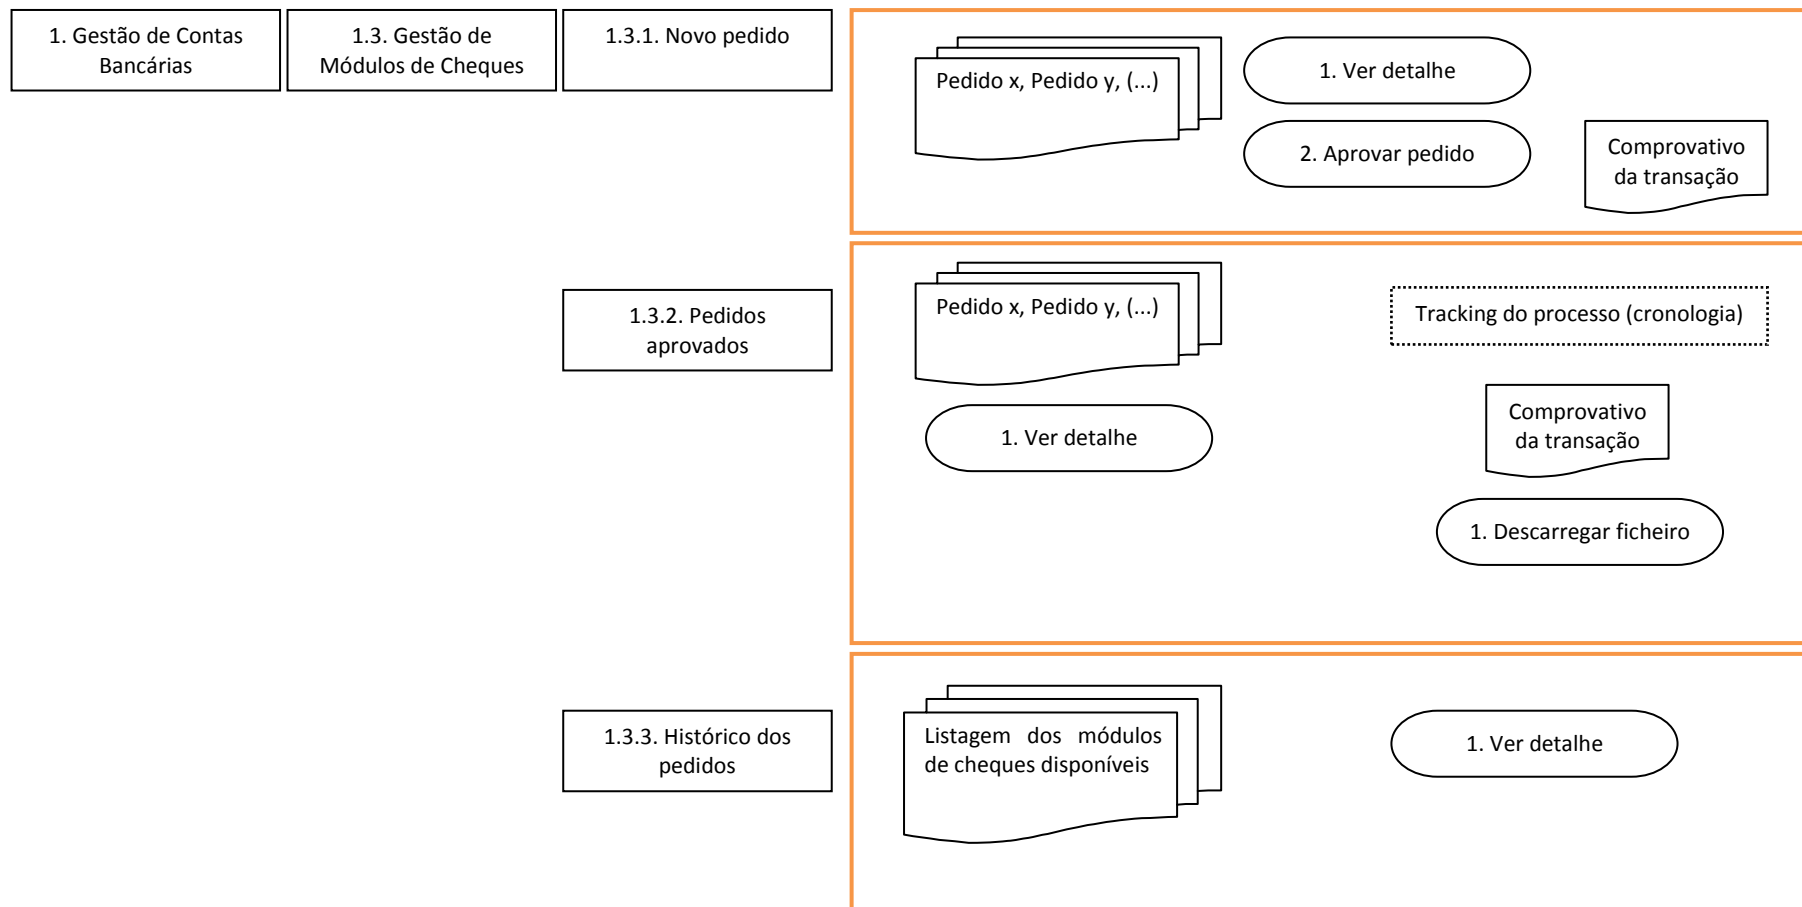 1. Gestão de Contas
Bancárias
1.3. Gestão de
Módulos de Cheques
1.3.1. Novo pedido
Pedido x, Pedido y, (...)
1. Ver detalhe
2. Aprovar pedido
Comprovativo
da transação
1.3.2. Pedidos
aprovados
Pedido x, Pedido y, (...)
1. Ver detalhe
Tracking do processo (cronologia)
Comprovativo
da transação
1. Descarregar ficheiro
1.3.3. Histórico dos
pedidos
Listagem dos módulos
de cheques disponíveis
1. Ver detalhe